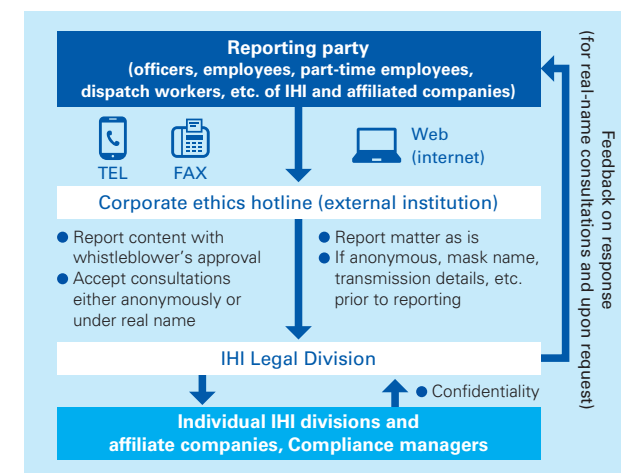 Reporting party
(officers, employees, part-time employees,
dispatch workers, etc. of IHI and affiliated companies)
TEL
FAX
Web
(internet)
Corporate ethics hotline (external institution)
● Report content with
whistleblower’s approval
● Accept consultations
either anonymously or
under real name
● Report matter as is
● If anonymous, mask name,
transmission details, etc.
prior to reporting
IHI Legal Division
● Confidentiality
Individual IHI divisions and
affiliate companies, Compliance managers
Feedback on response
(for real-name consultations and upon request)